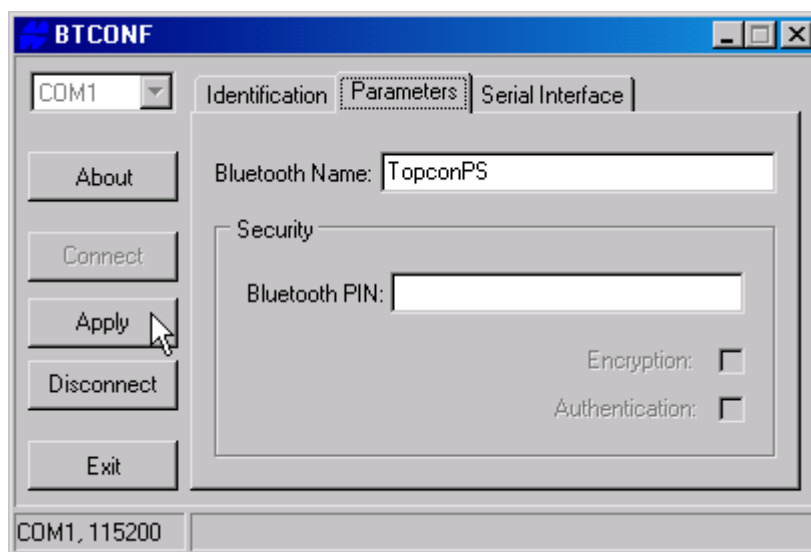 BTCONF
COM1
Identification Parameters Serial Interface
About
Bluetooth Name: TopconPS
Security
Connect
Bluetooth PIN:
Apply
Encryption:
Disconnect
Authentication:
Exit
COM1, 115200